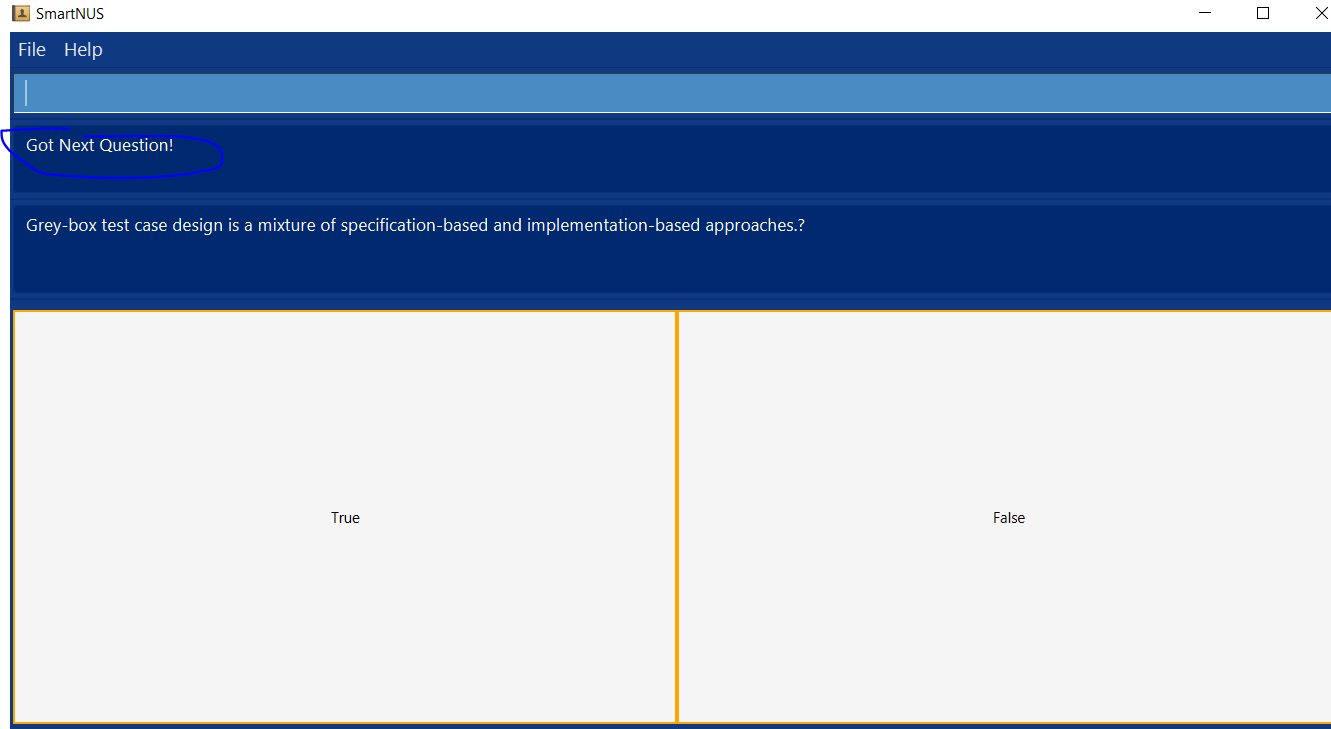 SmartNUS
File Help
Got Next Question!
Grey-box test case design is a mixture of specification-based and implementation-based approaches.?
True False